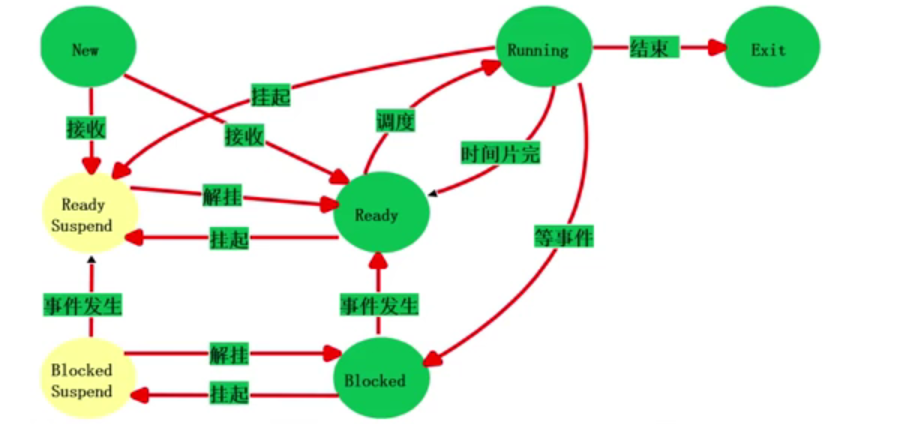 New
Running
结束
Exit
挂起
接收
接收
调度
时间片完
Ready
Suspend
解挂
Ready
挂起
等事件
事件发生
事件发生
Blocked
Suspend
解挂
Blocked
挂起